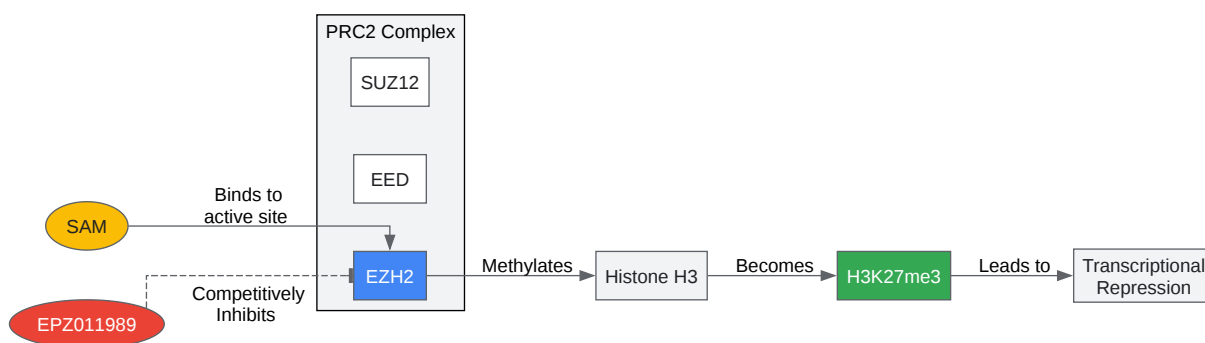 PRC2 Complex
SUZ12
EED
Binds to
active site
SAM
EZH2
Methylates
Histone H3
Becomes
H3K27me3
Leads to
Transcriptional
Repression
Competitively
Inhibits
EPZ011989